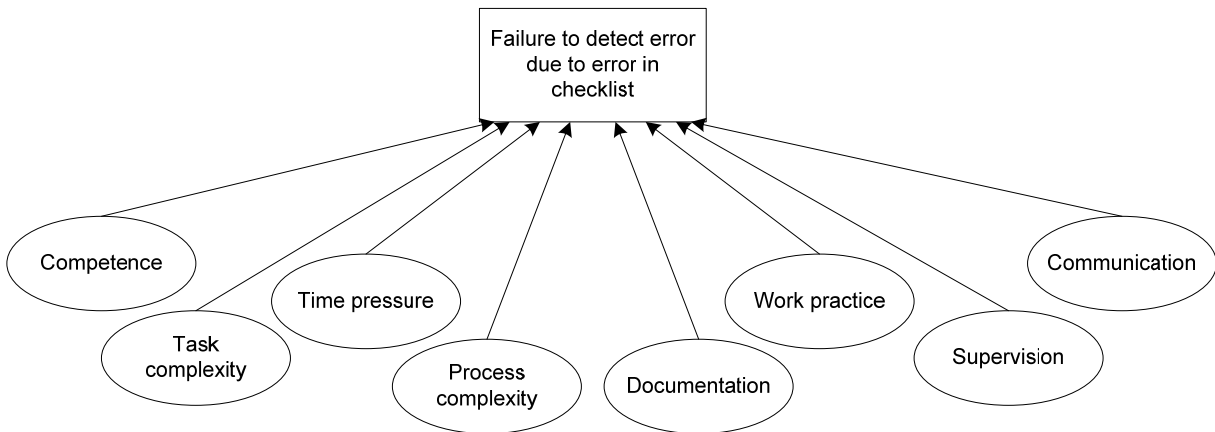 Failure to detect error
due to error in
checklist
Competence
Communication
Time pressure
Work practice
Task
complexity
Supervision
Process
complexity
Documentation